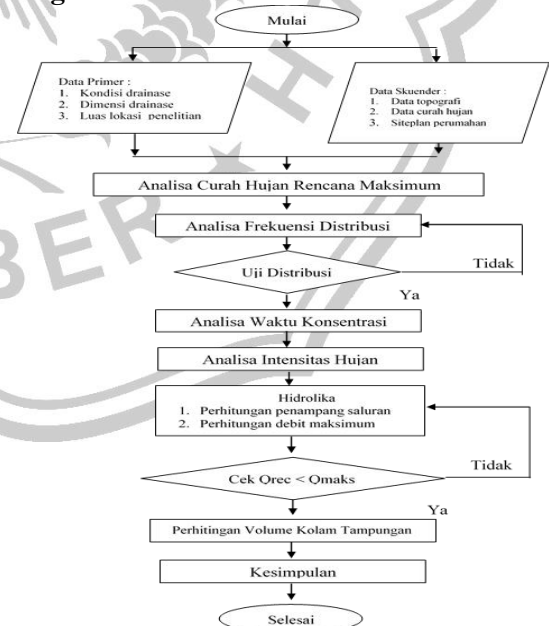 g
Mulai
Data Primer :
1. Kondisi drainase
2. Dimensi drainase
3. Luas lokasi penelitian
Data Skuender :
1. Data topografi
2. Data curah hujan
3. Siteplan perumahan
Analisa Curah Hujan Rencana Maksimum
Analisa Frekuensi Distribusi
Uji Distribusi
Tidak
Ya
Analisa Waktu Konsentrasi
Analisa Intensitas Hujan
Hidrolika
1. Perhitungan penampang saluran
2. Perhitungan debit maksimum
Cek Qrec < Qmaks
Tidak
Ya
Perhitingan Volume Kolam Tampungan
Kesimpulan
Selesai
BER